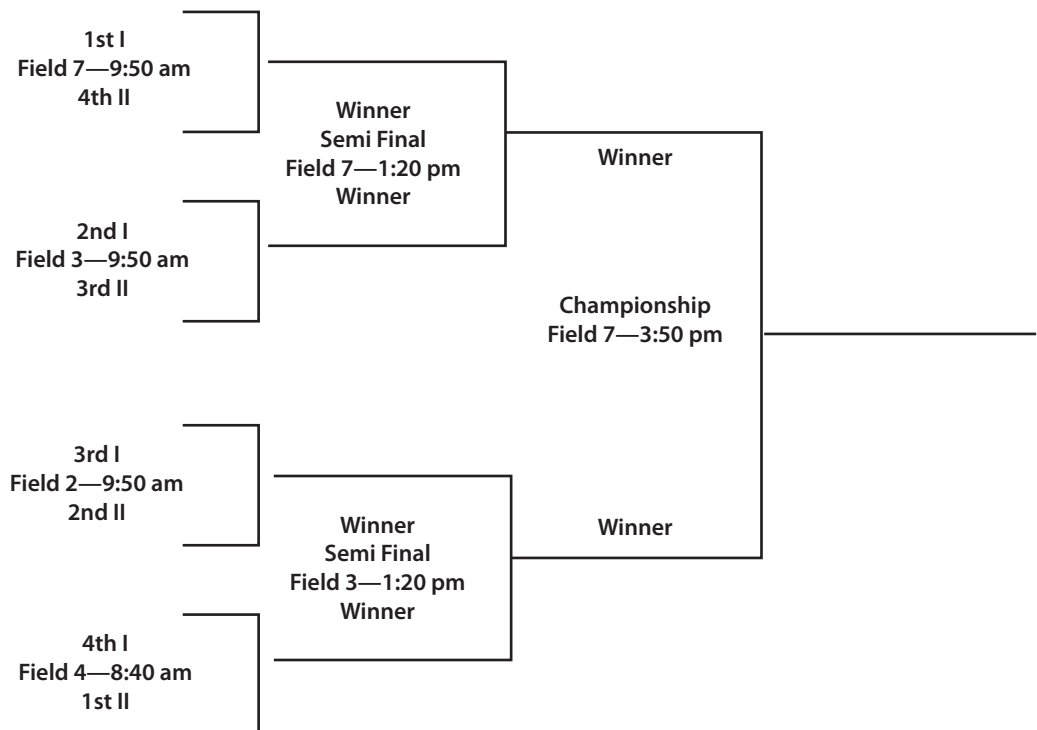 1st I
Field 7—9:50 am
4th II
Winner
Semi Final
Field 7—1:20 pm
Winner
2nd I
Field 3—9:50 am
3rd II
Winner
Championship
Field 7—3:50 pm
3rd I
Field 2—9:50 am
2nd II
Winner
Semi Final
Field 3—1:20 pm
Winner
Winner
4th I
Field 4—8:40 am
1st II